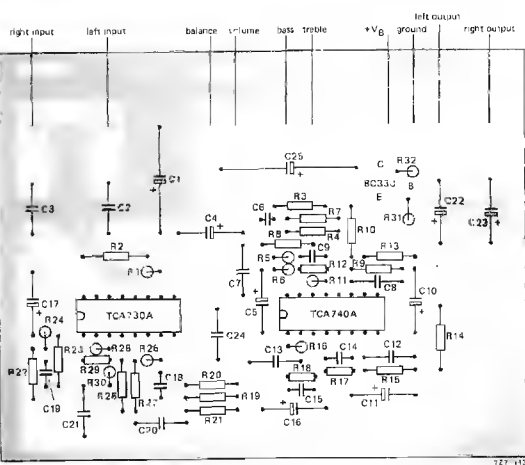 left output
right input left input balance volume bass treble +VB ground right output
C25 C R32
C1 BC330 B
E
C3 C2 R3 C22
C6 R7 C23
C4 R4 R10 R31
R8
R2 C9 R13
R5 R12 R9
R1 C7 R6 R11 C8
C17 C5 C10
TCA730A TCA740A
R24 C24 R14
R23 R28 R26 R16
C13 C14 C12
R29 R18
R30 C18 R20 R17 R15
C19 R27 R19 C15
C11
C21 R21 C16
C20